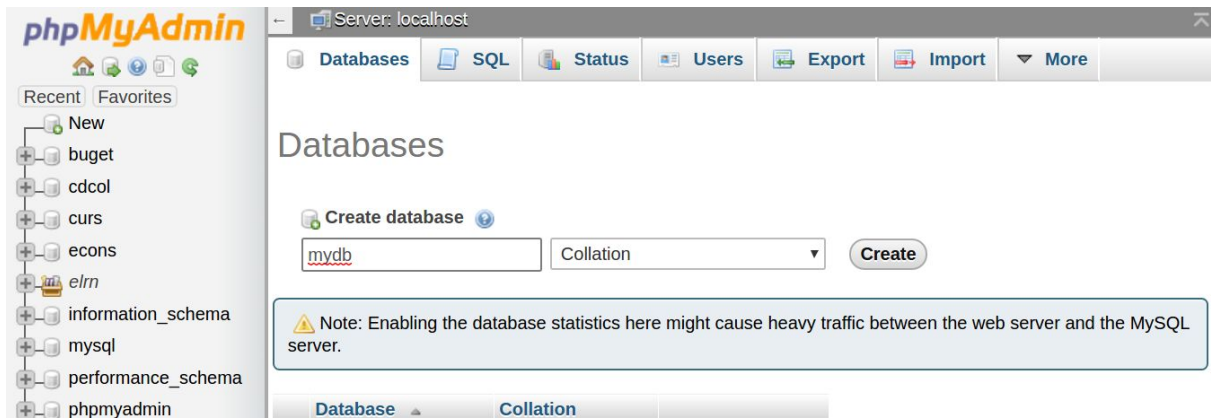 phpMyAdmin
Recent Favorites
New
buget
cdcol
curs
econs
elrn
information_schema
mysql
performance_schema
phpmyadmin
Server: localhost
Databases SQL Status Users Export Import More
Databases
Create database
mydb Collation Create
Note: Enabling the database statistics here might cause heavy traffic between the web server and the MySQL
server.
Database Collation